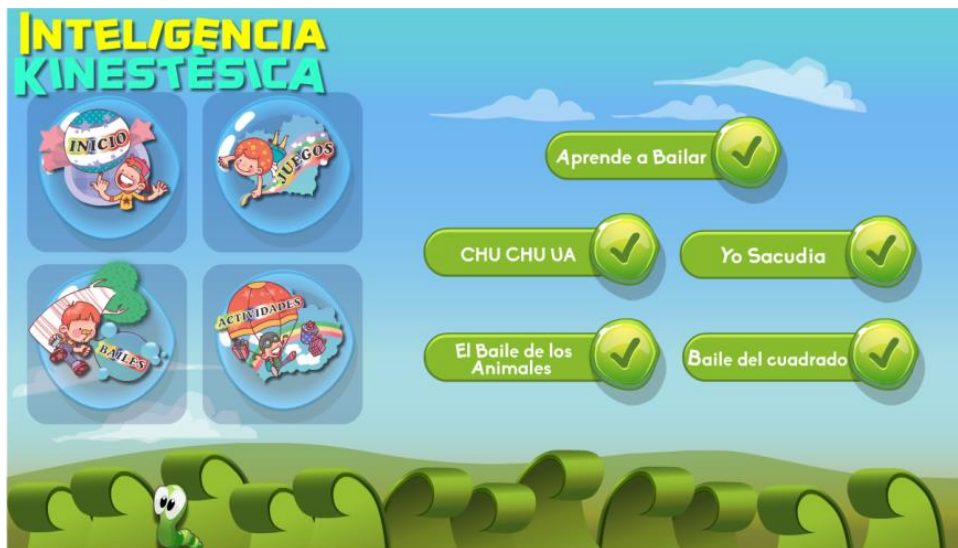 INTELIGENCIA
KINESTÈSICA
INICIO
JUEGOS
BAILES
ACTIVIDADES
Aprende a Bailar
CHU CHU UA
Yo Sacudia
El Baile de los
Animales
Baile del cuadrado